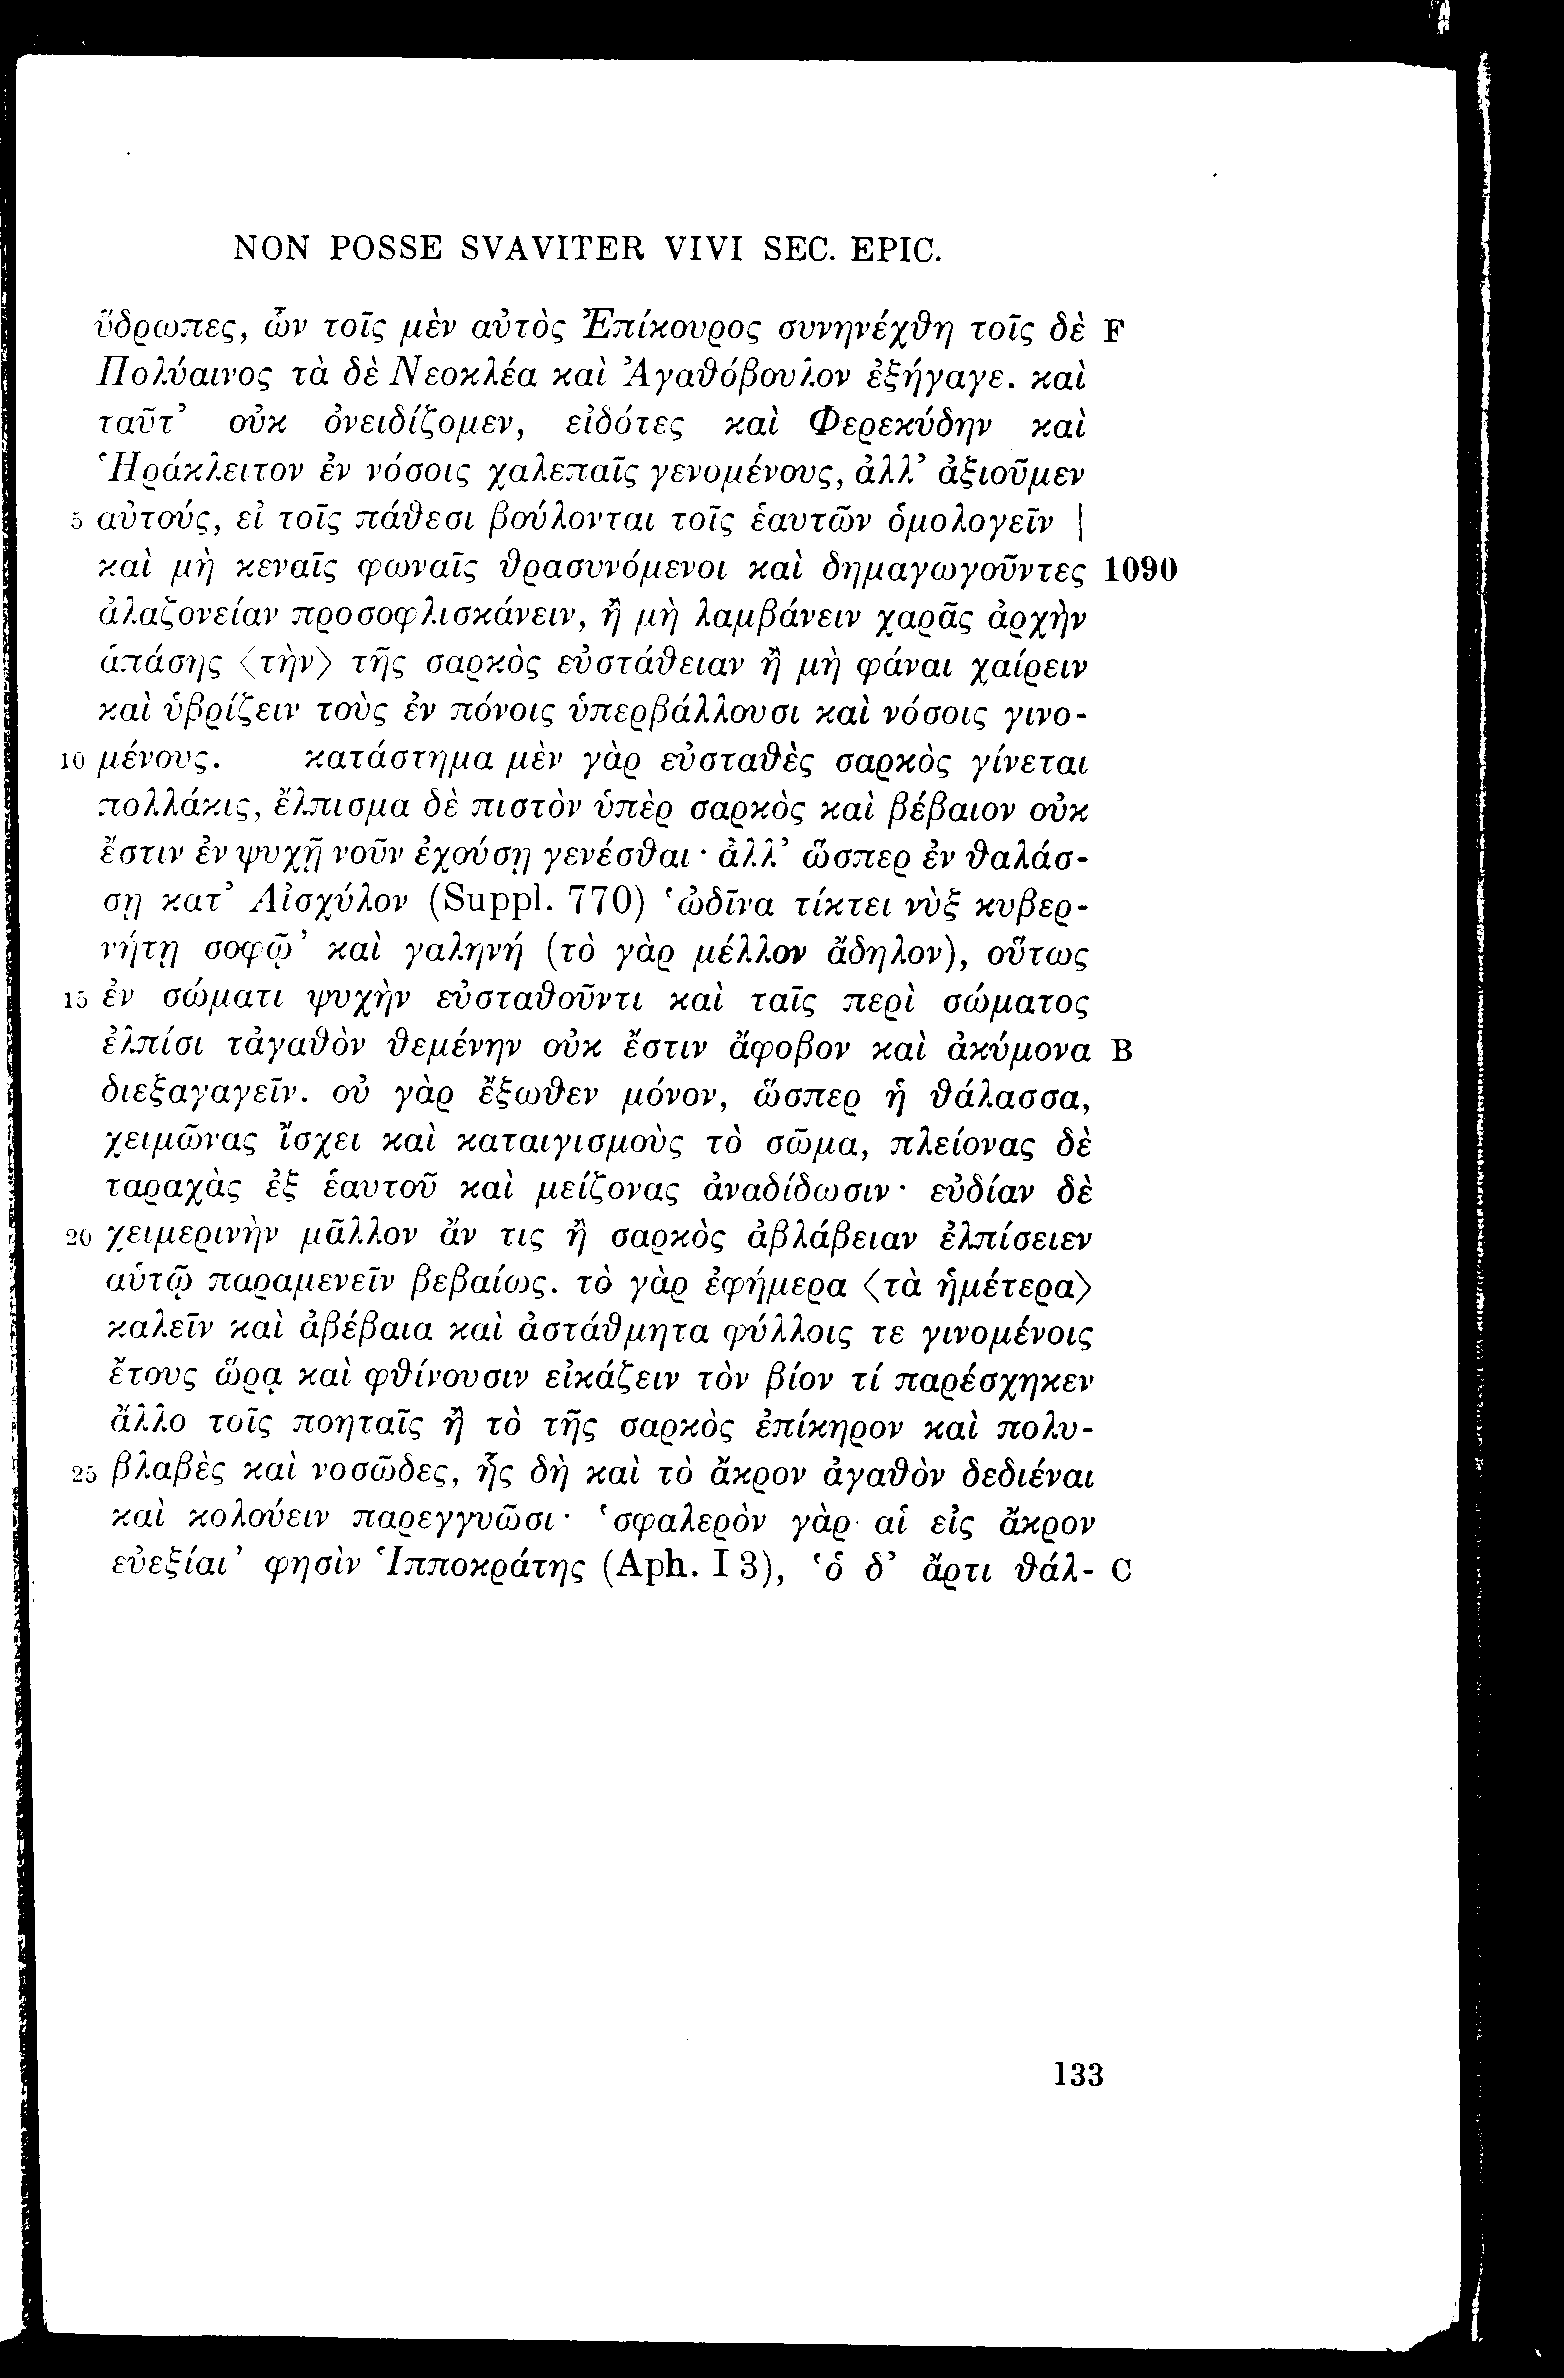 NON POSSE SVAVITER VIVI SEC. EPIC.
ὕδρωπες, ὧν τοῖς μὲν αὐτὸς Ἐπίκουρος συνηνέχθη τοῖς δὲ F
Πολύαινος τὰ δὲ Νεοκλέα καὶ Ἀγαθόβουλον ἐξήγαγε. καὶ
ταῦτ’ οὐκ ὀνειδίζομεν, εἰδότες καὶ Φερεκύδην καὶ
Ἡράκλειτον ἐν νόσοις χαλεπαῖς γενομένους, ἀλλ’ ἀξιοῦμεν
5 αὐτούς, εἰ τοῖς πάθεσι βούλονται τοῖς ἑαυτῶν ὁμολογεῖν |
καὶ μὴ κεναῖς φωναῖς θρασυνόμενοι καὶ δημαγωγοῦντες 1090
ἀλαζονείαν προσοφλισκάνειν, ἢ μὴ λαμβάνειν χαρᾶς ἀρχὴν
ἁπάσης ⟨τὴν⟩ τῆς σαρκὸς εὐστάθειαν ἢ μὴ φάναι χαίρειν
καὶ ὑβρίζειν τοὺς ἐν πόνοις ὑπερβάλλουσι καὶ νόσοις γινο-
10 μένους. κατάστημα μὲν γὰρ εὐσταθὲς σαρκὸς γίνεται
πολλάκις, ἔλπισμα δὲ πιστὸν ὑπὲρ σαρκὸς καὶ βέβαιον οὐκ
ἔστιν ἐν ψυχῇ νοῦν ἐχούσῃ γενέσθαι· ἀλλ’ ὥσπερ ἐν θαλάσ-
σῃ κατ’ Αἰσχύλον (Suppl. 770) ‘ὠδῖνα τίκτει νὺξ κυβερ-
νήτῃ σοφῷ’ καὶ γαληνή (τὸ γὰρ μέλλον ἄδηλον), οὕτως
15 ἐν σώματι ψυχὴν εὐσταθοῦντι καὶ ταῖς περὶ σώματος
ἐλπίσι τἀγαθὸν θεμένην οὐκ ἔστιν ἄφοβον καὶ ἀκύμονα B
διεξαγαγεῖν. οὐ γὰρ ἔξωθεν μόνον, ὥσπερ ἡ θάλασσα,
χειμῶνας ἴσχει καὶ καταιγισμοὺς τὸ σῶμα, πλείονας δὲ
ταραχὰς ἐξ ἑαυτοῦ καὶ μείζονας ἀναδίδωσιν· εὐδίαν δὲ
20 χειμερινὴν μᾶλλον ἄν τις ἢ σαρκὸς ἀβλάβειαν ἐλπίσειεν
αὑτῷ παραμενεῖν βεβαίως. τὸ γὰρ ἐφήμερα ⟨τὰ ἡμέτερα⟩
καλεῖν καὶ ἀβέβαια καὶ ἀστάθμητα φύλλοις τε γινομένοις
ἔτους ὥρᾳ καὶ φθίνουσιν εἰκάζειν τὸν βίον τί παρέσχηκεν
ἄλλο τοῖς ποηταῖς ἢ τὸ τῆς σαρκὸς ἐπίκηρον καὶ πολυ-
25 βλαβὲς καὶ νοσῶδες, ἧς δὴ καὶ τὸ ἄκρον ἀγαθὸν δεδιέναι
καὶ κολούειν παρεγγυῶσι· ‘σφαλερὸν γὰρ αἱ εἰς ἄκρον
εὐεξίαι’ φησὶν Ἱπποκράτης (Aph. I 3), ‘ὁ δ’ ἄρτι θάλ- C
133